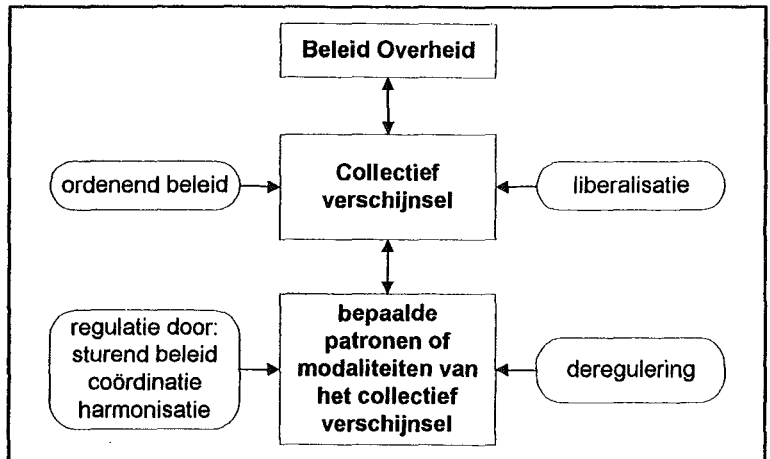 Beleid Overheid
ordenend beleid
Collectief
verschijnsel
liberalisatie
regulatie door:
sturend beleid
coördinatie
harmonisatie
bepaalde
patronen of
modaliteiten van
het collectief
verschijnsel
deregulering